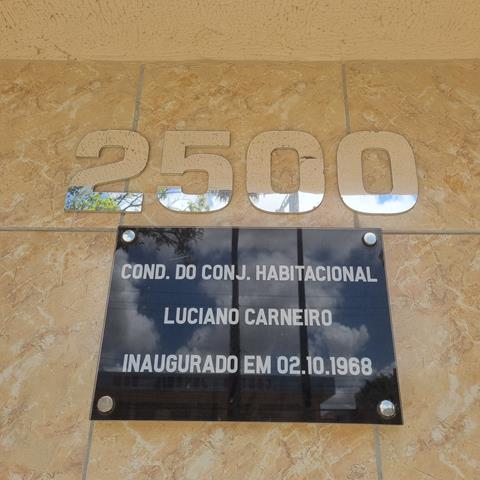 2500
COND. DO CONJ. HABITACIONAL
LUCIANO CARNEIRO
INAUGURADO EM 02.10.1968